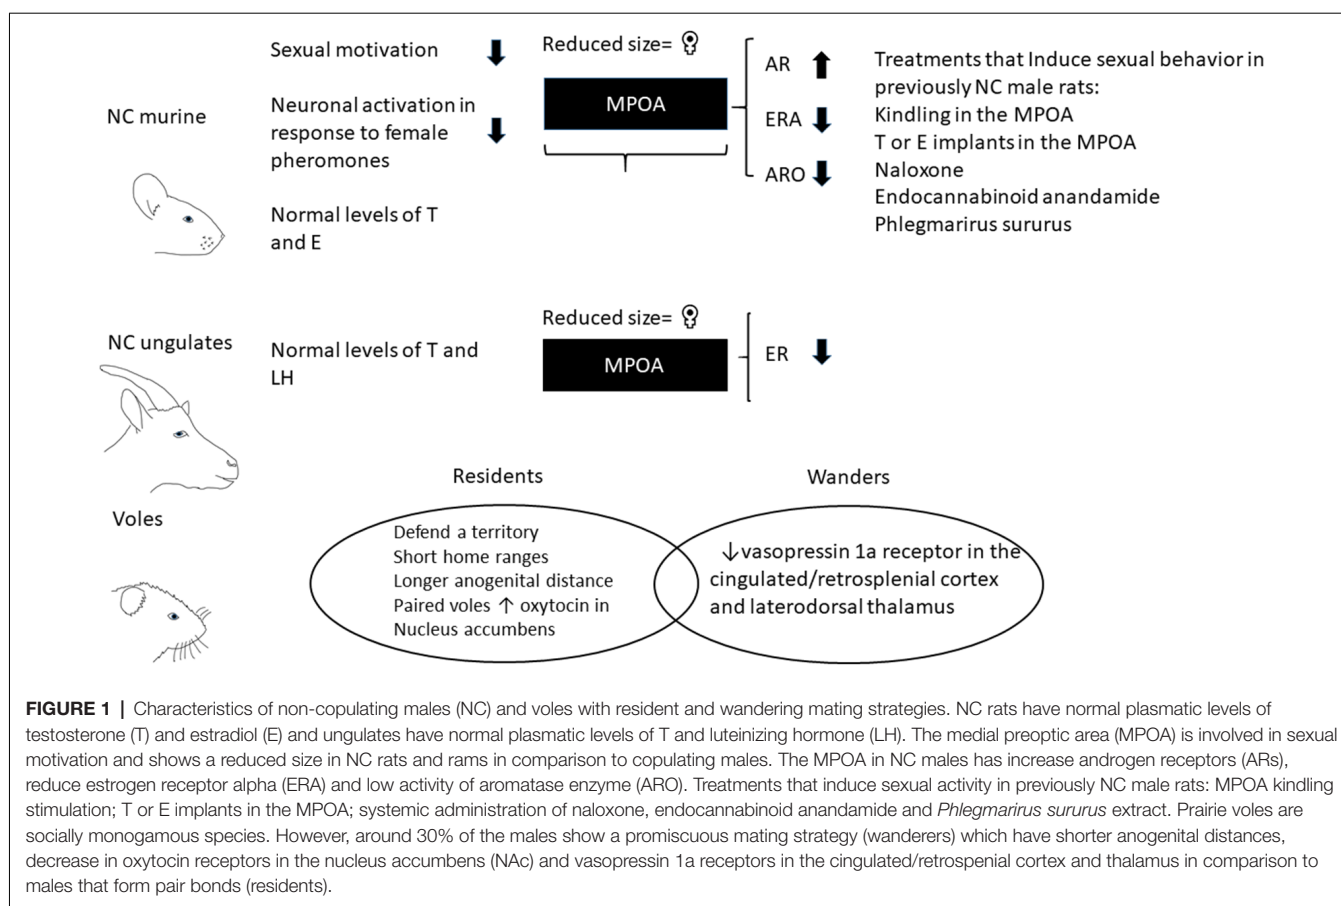 NC murine
Sexual motivation
Neuronal activation in
response to female
pheromones
Normal levels of T
and E
Reduced size= ♀
MPOA
AR
ERA
ARO
Treatments that Induce sexual behavior in
previously NC male rats:
Kindling in the MPOA
T or E implants in the MPOA
Naloxone
Endocannabinoid anandamide
Phlegmarirus sururus
NC ungulates
Normal levels of T and
LH
Reduced size= ♀
MPOA
ER
Voles
Residents
Defend a territory
Short home ranges
Longer anogenital distance
Paired voles ↑ oxytocin in
Nucleus accumbens
Wanders
↓vasopressin 1a receptor in the
cingulated/retrosplenial cortex
and laterodorsal thalamus
FIGURE 1 | Characteristics of non-copulating males (NC) and voles with resident and wandering mating strategies. NC rats have normal plasmatic levels of
testosterone (T) and estradiol (E) and ungulates have normal plasmatic levels of T and luteinizing hormone (LH). The medial preoptic area (MPOA) is involved in sexual
motivation and shows a reduced size in NC rats and rams in comparison to copulating males. The MPOA in NC males has increase androgen receptors (ARs),
reduce estrogen receptor alpha (ERA) and low activity of aromatase enzyme (ARO). Treatments that induce sexual activity in previously NC male rats: MPOA kindling
stimulation; T or E implants in the MPOA; systemic administration of naloxone, endocannabinoid anandamide and Phlegmarirus sururus extract. Prairie voles are
socially monogamous species. However, around 30% of the males show a promiscuous mating strategy (wanderers) which have shorter anogenital distances,
decrease in oxytocin receptors in the nucleus accumbens (NAc) and vasopressin 1a receptors in the cingulated/retrospenial cortex and thalamus in comparison to
males that form pair bonds (residents).